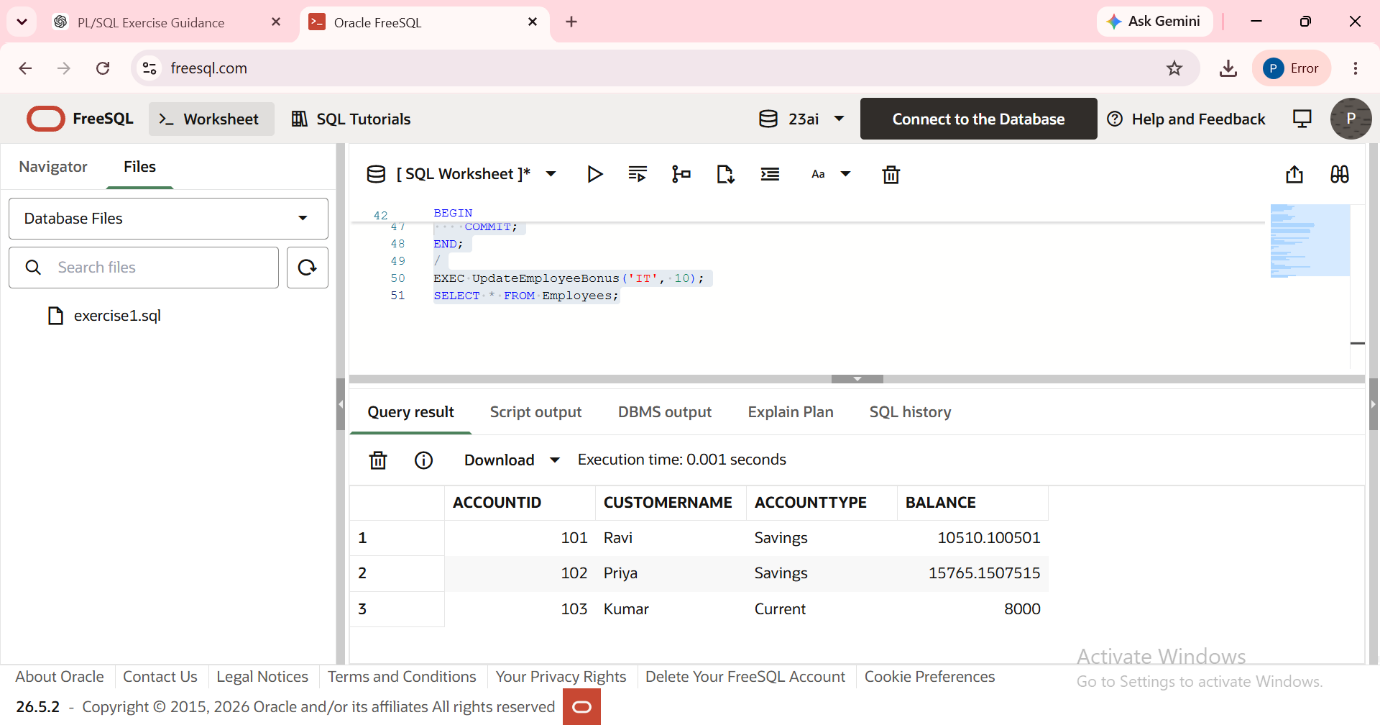 PL/SQL Exercise Guidance
Oracle FreeSQL
Ask Gemini
freesql.com
P Error
FreeSQL
>_ Worksheet
SQL Tutorials
23ai
Connect to the Database
Help and Feedback
P
Navigator
Files
[ SQL Worksheet ]*
Aa
Database Files
Search files
exercise1.sql
42 BEGIN
47 ····COMMIT;
48 END;
49 /
50 EXEC·UpdateEmployeeBonus('IT',·10);
51 SELECT·*·FROM·Employees;
Query result
Script output
DBMS output
Explain Plan
SQL history
Download
Execution time: 0.001 seconds
ACCOUNTID CUSTOMERNAME ACCOUNTTYPE BALANCE
1 101 Ravi Savings 10510.100501
2 102 Priya Savings 15765.1507515
3 103 Kumar Current 8000
Activate Windows
Go to Settings to activate Windows.
About Oracle Contact Us Legal Notices Terms and Conditions Your Privacy Rights Delete Your FreeSQL Account Cookie Preferences
26.5.2 - Copyright © 2015, 2026 Oracle and/or its affiliates All rights reserved